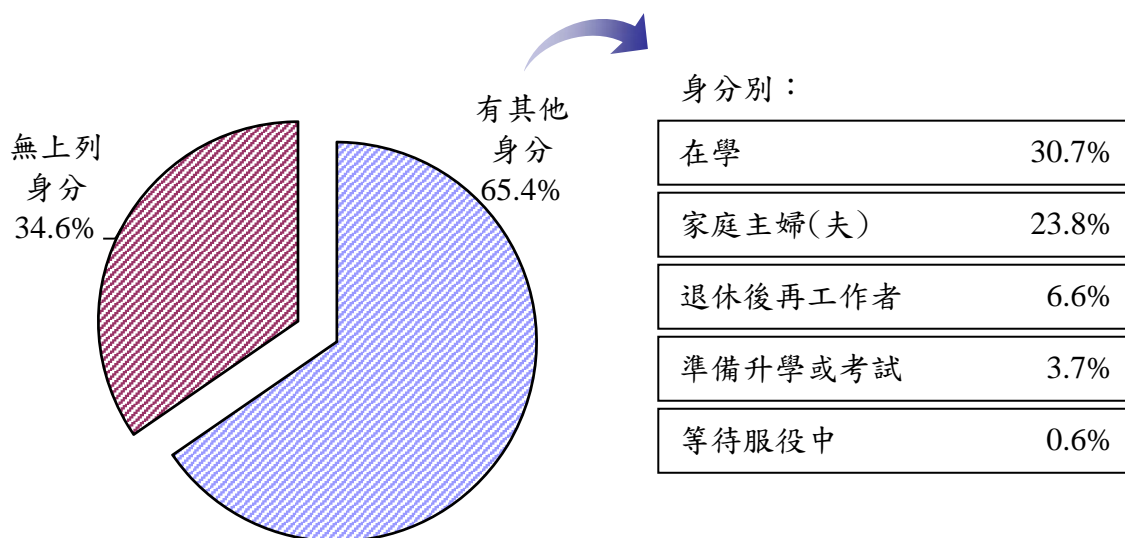 無上列
身分
34.6%
有其他
身分
65.4%
身分別：
在學 30.7%
家庭主婦(夫) 23.8%
退休後再工作者 6.6%
準備升學或考試 3.7%
等待服役中 0.6%